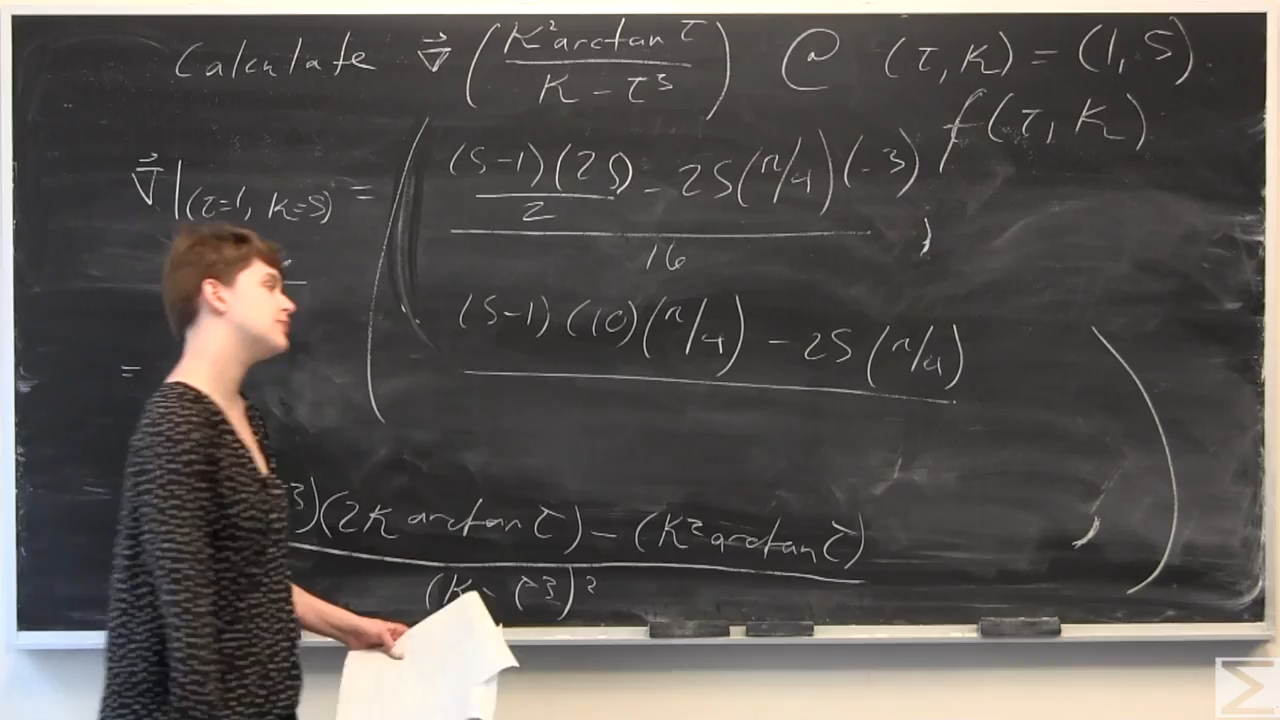 Calculate ∇⃗ ( K² arctan τ / K - τ³ ) @ (τ, K) = (1, 5)
f(τ, K)
∇⃗ |(τ=1, K=5) = ( (5-1)(25) / 2 - 25(π/4)(-3)
16 ,
(5-1)(10)(π/4) - 25(π/4) )
=
3)(2K arctan τ) - (K² arctan τ)
(K - τ³)²
Σ